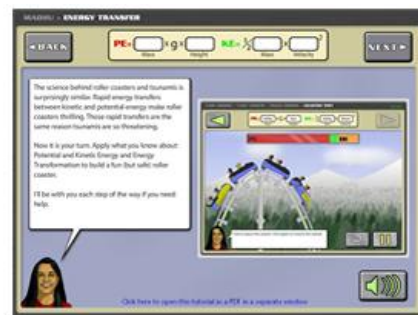 MADHU - ENERGY TRANSFER
BACK
PE= x g x
Mass Height
KE= ½ x ²
Mass Velocity
NEXT
The science behind roller coasters and tsunamis is
surprisingly similar. Rapid energy transfers
between kinetic and potential energy make roller
coasters thrilling. Those rapid transfers are the
same reason tsunamis are so threatening.
Now it is your turn. Apply what you know about
Potential and Kinetic Energy and Energy
Transformation to build a fun (but safe) roller
coaster.
I'll be with you each step of the way if you need
help.
PE
KE
Click here to open this tutorial as a PDF in a separate window